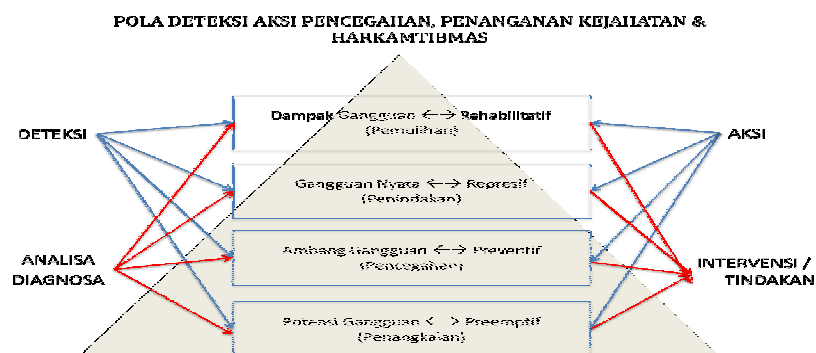 POLA DETEKSI AKSI PENCEGAHAN, PENANGANAN KEJAHATAN &
HARKAMTIBMAS
Dampak Gangguan <--> Rehabilitatif
(Pemulihan)
DETEKSI
AKSI
Gangguan Nyata <--> Represif
(Penindakan)
Ambang Gangguan <--> Preventif
(Pencegahan)
ANALISA
DIAGNOSA
INTERVENSI /
TINDAKAN
Potensi Gangguan <--> Preemptif
(Penangkalan)